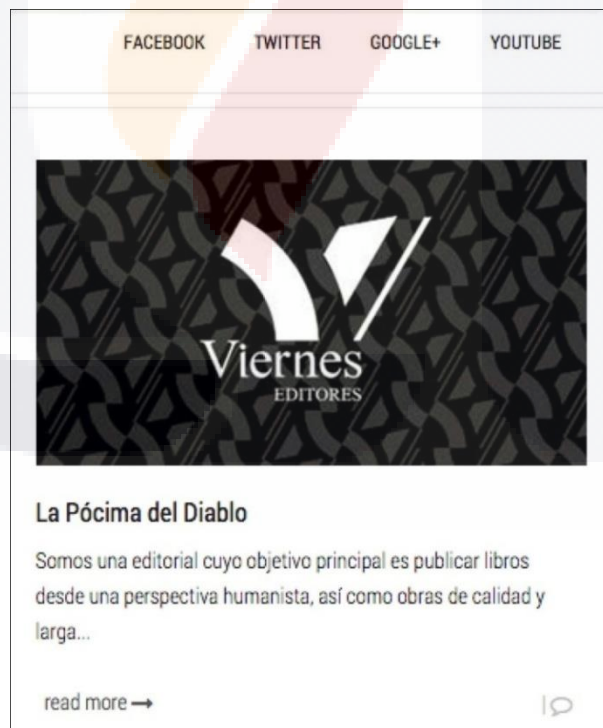 FACEBOOK TWITTER GOOGLE+ YOUTUBE
Viernes
EDITORES
La Pócima del Diablo
Somos una editorial cuyo objetivo principal es publicar libros
desde una perspectiva humanista, así como obras de calidad y
larga...
read more